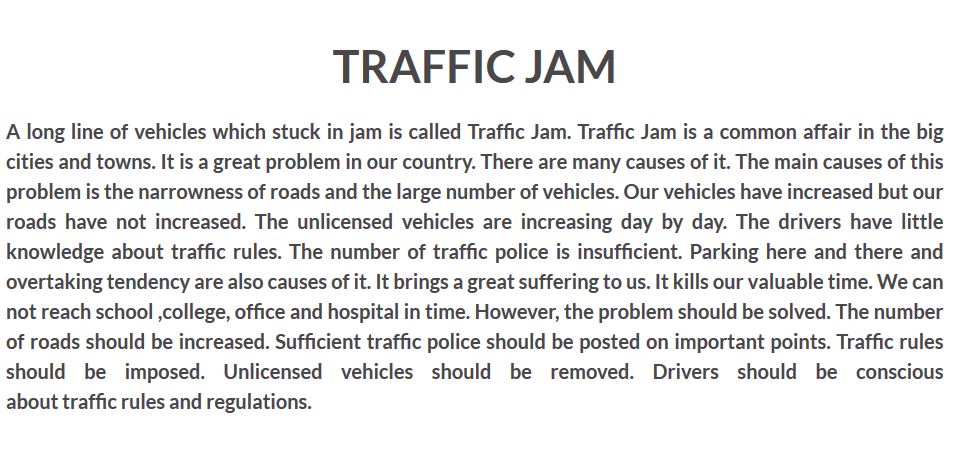 TRAFFIC JAM
A long line of vehicles which stuck in jam is called Traffic Jam. Traffic Jam is a common affair in the big
cities and towns. It is a great problem in our country. There are many causes of it. The main causes of this
problem is the narrowness of roads and the large number of vehicles. Our vehicles have increased but our
roads have not increased. The unlicensed vehicles are increasing day by day. The drivers have little
knowledge about traffic rules. The number of traffic police is insufficient. Parking here and there and
overtaking tendency are also causes of it. It brings a great suffering to us. It kills our valuable time. We can
not reach school ,college, office and hospital in time. However, the problem should be solved. The number
of roads should be increased. Sufficient traffic police should be posted on important points. Traffic rules
should be imposed. Unlicensed vehicles should be removed. Drivers should be conscious
about traffic rules and regulations.